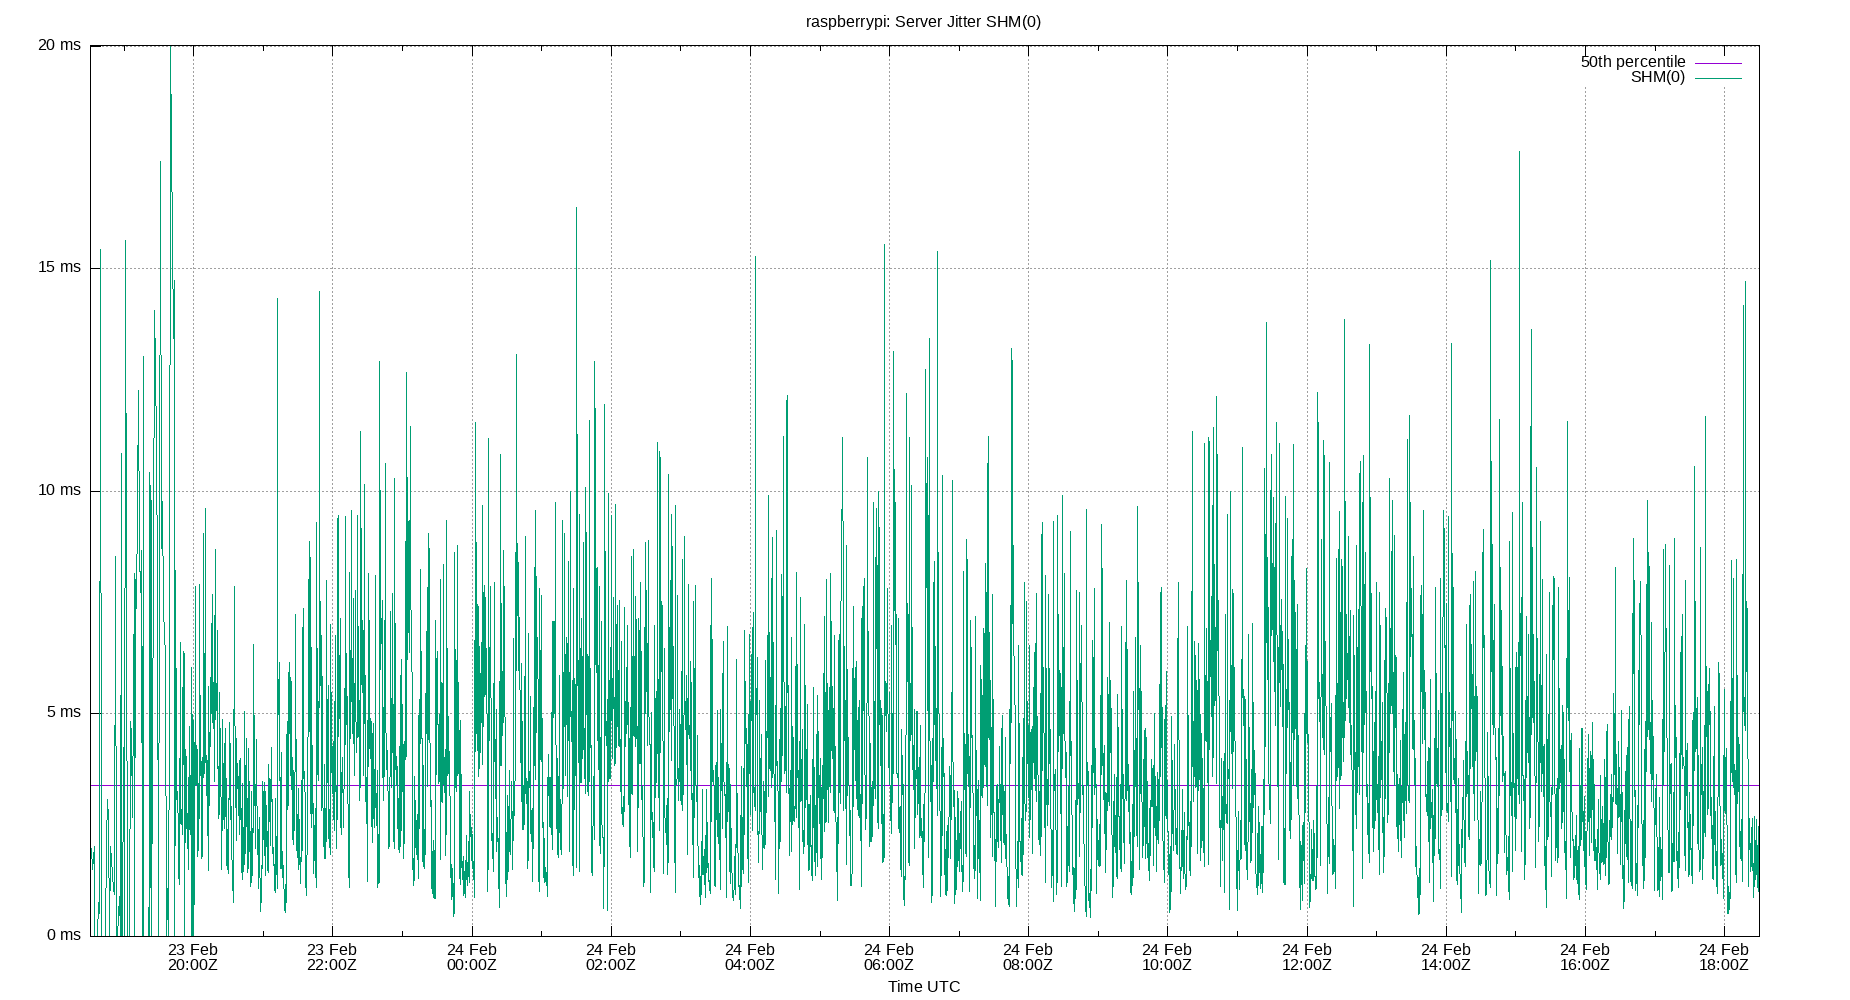 raspberrypi: Server Jitter SHM(0)
20 ms
50th percentile
SHM(0)
15 ms
10 ms
5 ms
0 ms
23 Feb 23 Feb 24 Feb 24 Feb 24 Feb 24 Feb 24 Feb 24 Feb 24 Feb 24 Feb 24 Feb 24 Feb
20:00Z 22:00Z 00:00Z 02:00Z 04:00Z 06:00Z 08:00Z 10:00Z 12:00Z 14:00Z 16:00Z 18:00Z
Time UTC